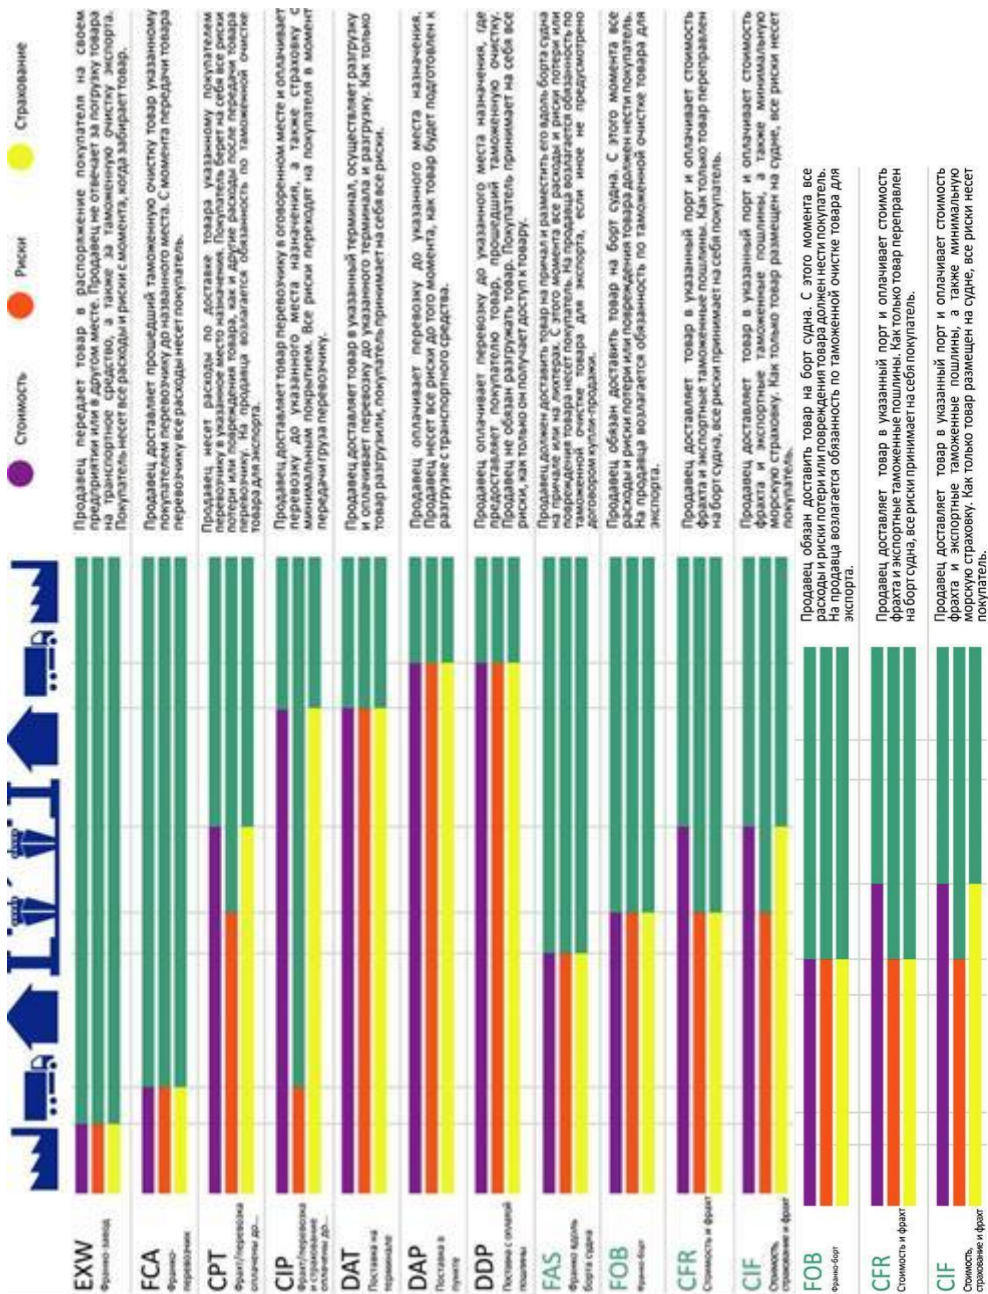 Стоимость
Риски
Страхование
EXW
Франко-завод
Продавец передает товар в распоряжение покупателя на своем
предприятии или в другом месте. Продавец не отвечает за погрузку товара
на транспортное средство, а также за таможенную очистку экспорта.
Покупатель несет все расходы и риски с момента, когда забирает товар.
FCA
Франко-
перевозчик
Продавец доставляет прошедший таможенную очистку товар указанному
покупателем перевозчику до названного места. С момента передачи товара
перевозчику все расходы несет покупатель.
CPT
Фрахт/перевозка
оплачены до...
Продавец несет расходы по доставке товара указанному покупателем
перевозчику в указанное место назначения. Покупатель берет на себя все риски
потери или повреждения товара, как и другие расходы после передачи товара
перевозчику. На продавца возлагается обязанность по таможенной очистке
товара для экспорта.
CIP
Фрахт/перевозка
и страхование
оплачены до...
Продавец доставляет товар перевозчику в оговоренном месте и оплачивает
перевозку до указанного места назначения, а также страховку с
минимальным покрытием. Все риски переходят на покупателя в момент
передачи груза перевозчику.
DAT
Поставка на
терминале
Продавец доставляет товар в указанный терминал, осуществляет разгрузку
и оплачивает перевозку до указанного терминала и разгрузку. Как только
товар разгрузили, покупатель принимает на себя все риски.
DAP
Поставка в
пункте
Продавец оплачивает перевозку до указанного места назначения.
Продавец несет все риски до того момента, как товар будет подготовлен к
разгрузке с транспортного средства.
DDP
Поставка с оплатой
пошлины
Продавец оплачивает перевозку до указанного места назначения, где
предоставляет покупателю товар, прошедший таможенную очистку.
Продавец не обязан разгружать товар. Покупатель принимает на себя все
риски, как только он получает доступ к товару.
FAS
Франко вдоль
борта судна
Продавец должен доставить товар на причал и разместить его вдоль борта судна
на причале или на лихтерах. С этого момента все расходы и риски потери или
повреждения товара несет покупатель. На продавца возлагается обязанность по
таможенной очистке товара для экспорта, если иное не предусмотрено
договором купли-продажи.
FOB
Франко-борт
Продавец обязан доставить товар на борт судна. С этого момента все
расходы и риски потери или повреждения товара должен нести покупатель.
На продавца возлагается обязанность по таможенной очистке товара для
экспорта.
CFR
Стоимость и фрахт
Продавец доставляет товар в указанный порт и оплачивает стоимость
фрахта и экспортные таможенные пошлины. Как только товар переправлен
на борт судна, все риски принимает на себя покупатель.
CIF
Стоимость,
страхование и фрахт
Продавец доставляет товар в указанный порт и оплачивает стоимость
фрахта и экспортные таможенные пошлины, а также минимальную
морскую страховку. Как только товар размещен на судне, все риски несет
покупатель.
FOB
Франко-борт
Продавец обязан доставить товар на борт судна. С этого момента все
расходы и риски потери или повреждения товара должен нести покупатель.
На продавца возлагается обязанность по таможенной очистке товара для
экспорта.
CFR
Стоимость и фрахт
Продавец доставляет товар в указанный порт и оплачивает стоимость
фрахта и экспортные таможенные пошлины. Как только товар переправлен
на борт судна, все риски принимает на себя покупатель.
CIF
Стоимость,
страхование и фрахт
Продавец доставляет товар в указанный порт и оплачивает стоимость
фрахта и экспортные таможенные пошлины, а также минимальную
морскую страховку. Как только товар размещен на судне, все риски несет
покупатель.